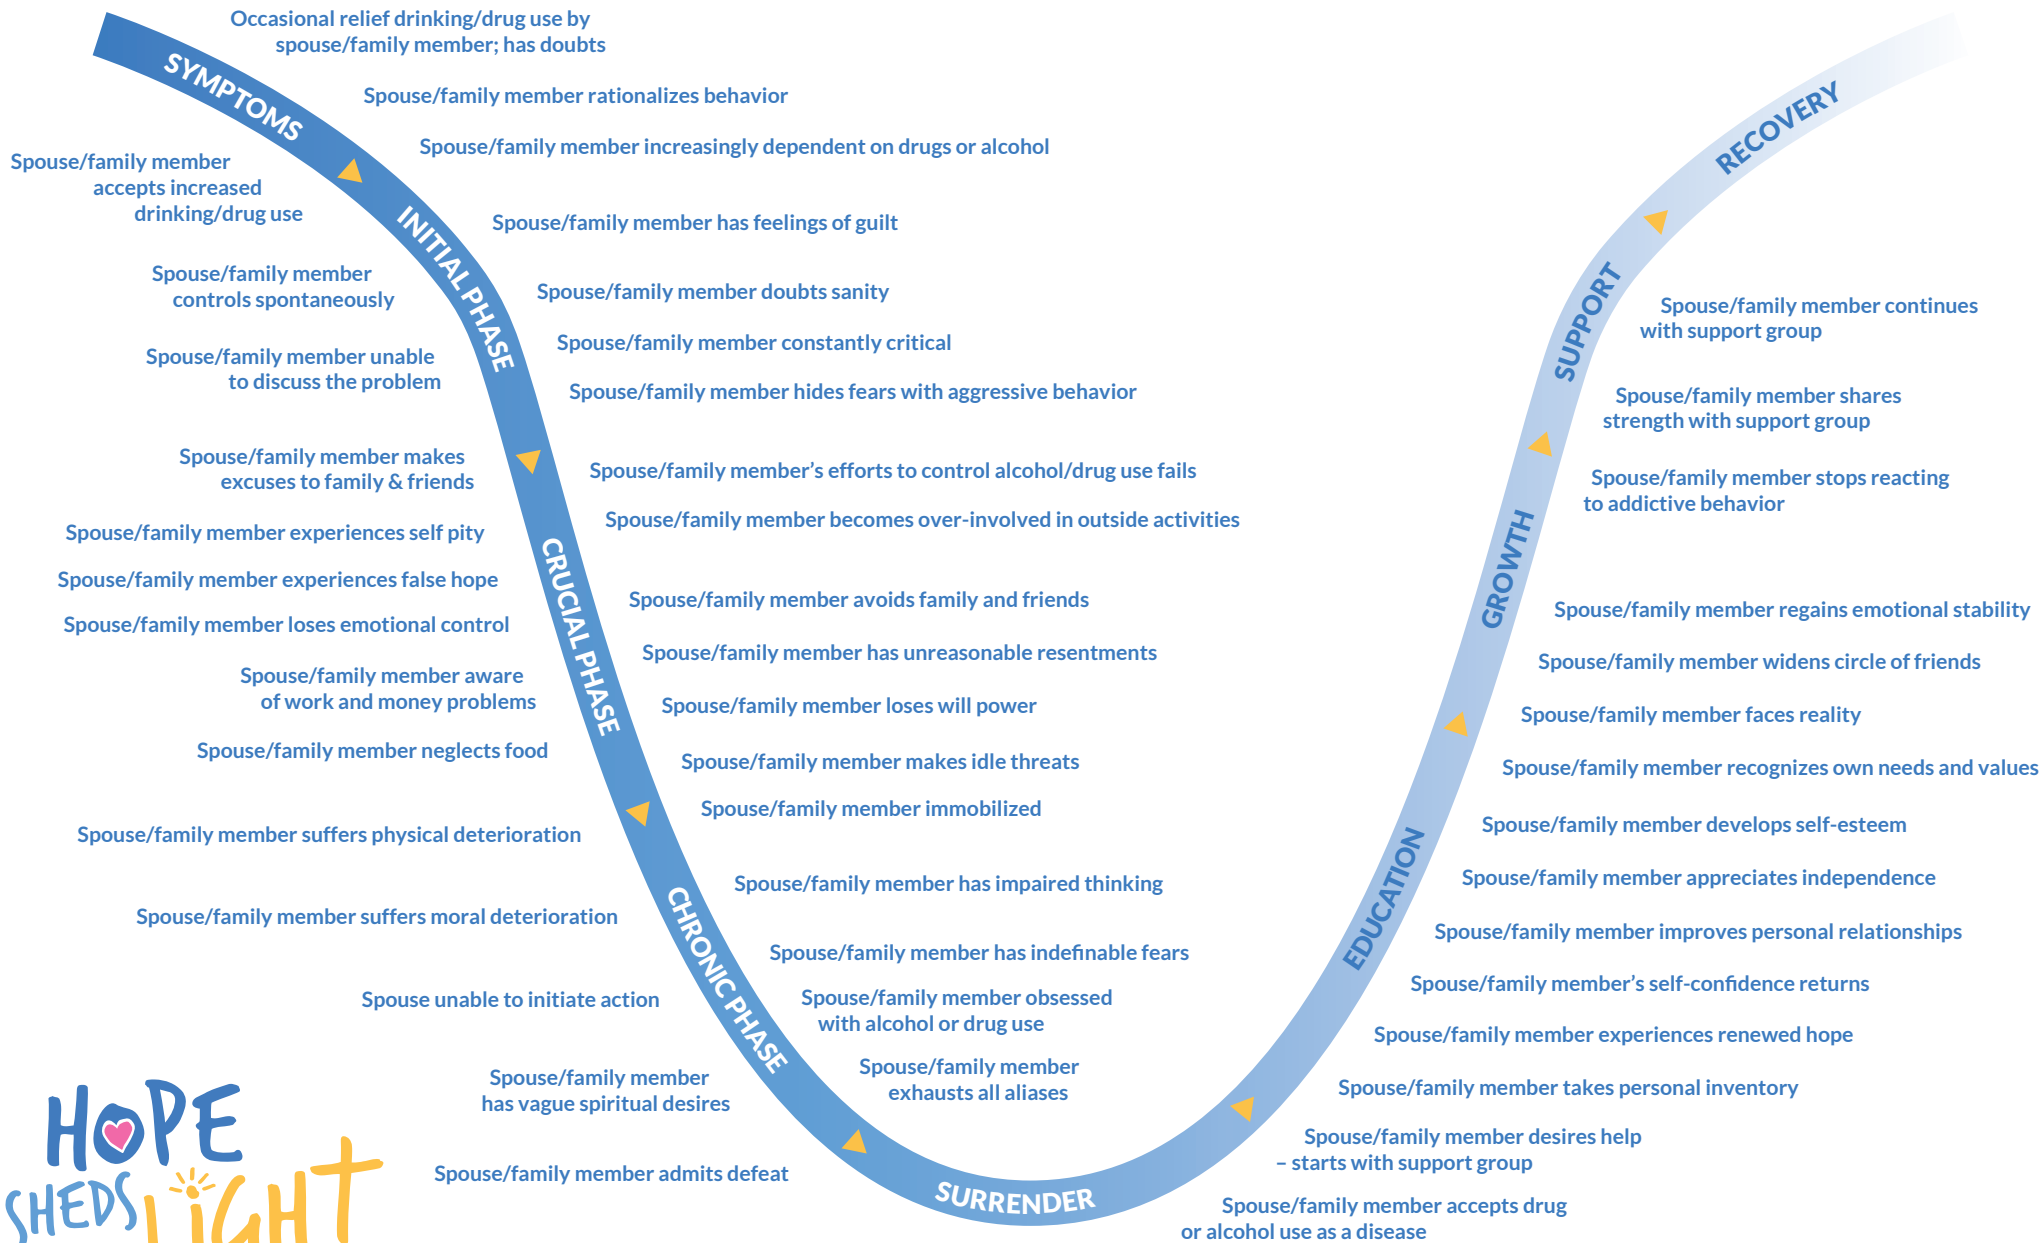 Occasional relief drinking/drug use by
spouse/family member; has doubts
SYMPTOMS
Spouse/family member rationalizes behavior
Spouse/family member increasingly dependent on drugs or alcohol
Spouse/family member
accepts increased
drinking/drug use
INITIAL PHASE
Spouse/family member has feelings of guilt
Spouse/family member
controls spontaneously
Spouse/family member doubts sanity
Spouse/family member constantly critical
Spouse/family member unable
to discuss the problem
Spouse/family member hides fears with aggressive behavior
Spouse/family member makes
excuses to family & friends
Spouse/family member’s efforts to control alcohol/drug use fails
Spouse/family member becomes over-involved in outside activities
Spouse/family member experiences self pity
CRUCIAL PHASE
Spouse/family member experiences false hope
Spouse/family member avoids family and friends
Spouse/family member loses emotional control
Spouse/family member has unreasonable resentments
Spouse/family member aware
of work and money problems
Spouse/family member loses will power
Spouse/family member neglects food
Spouse/family member makes idle threats
Spouse/family member immobilized
Spouse/family member suffers physical deterioration
CHRONIC PHASE
Spouse/family member has impaired thinking
Spouse/family member suffers moral deterioration
Spouse/family member has indefinable fears
Spouse unable to initiate action
Spouse/family member obsessed
with alcohol or drug use
Spouse/family member
exhausts all aliases
Spouse/family member
has vague spiritual desires
Spouse/family member admits defeat
SURRENDER
RECOVERY
SUPPORT
Spouse/family member continues
with support group
Spouse/family member shares
strength with support group
Spouse/family member stops reacting
to addictive behavior
GROWTH
Spouse/family member regains emotional stability
Spouse/family member widens circle of friends
Spouse/family member faces reality
Spouse/family member recognizes own needs and values
EDUCATION
Spouse/family member develops self-esteem
Spouse/family member appreciates independence
Spouse/family member improves personal relationships
Spouse/family member’s self-confidence returns
Spouse/family member experiences renewed hope
Spouse/family member takes personal inventory
Spouse/family member desires help
– starts with support group
Spouse/family member accepts drug
or alcohol use as a disease
HOPE
SHEDS LiGHT